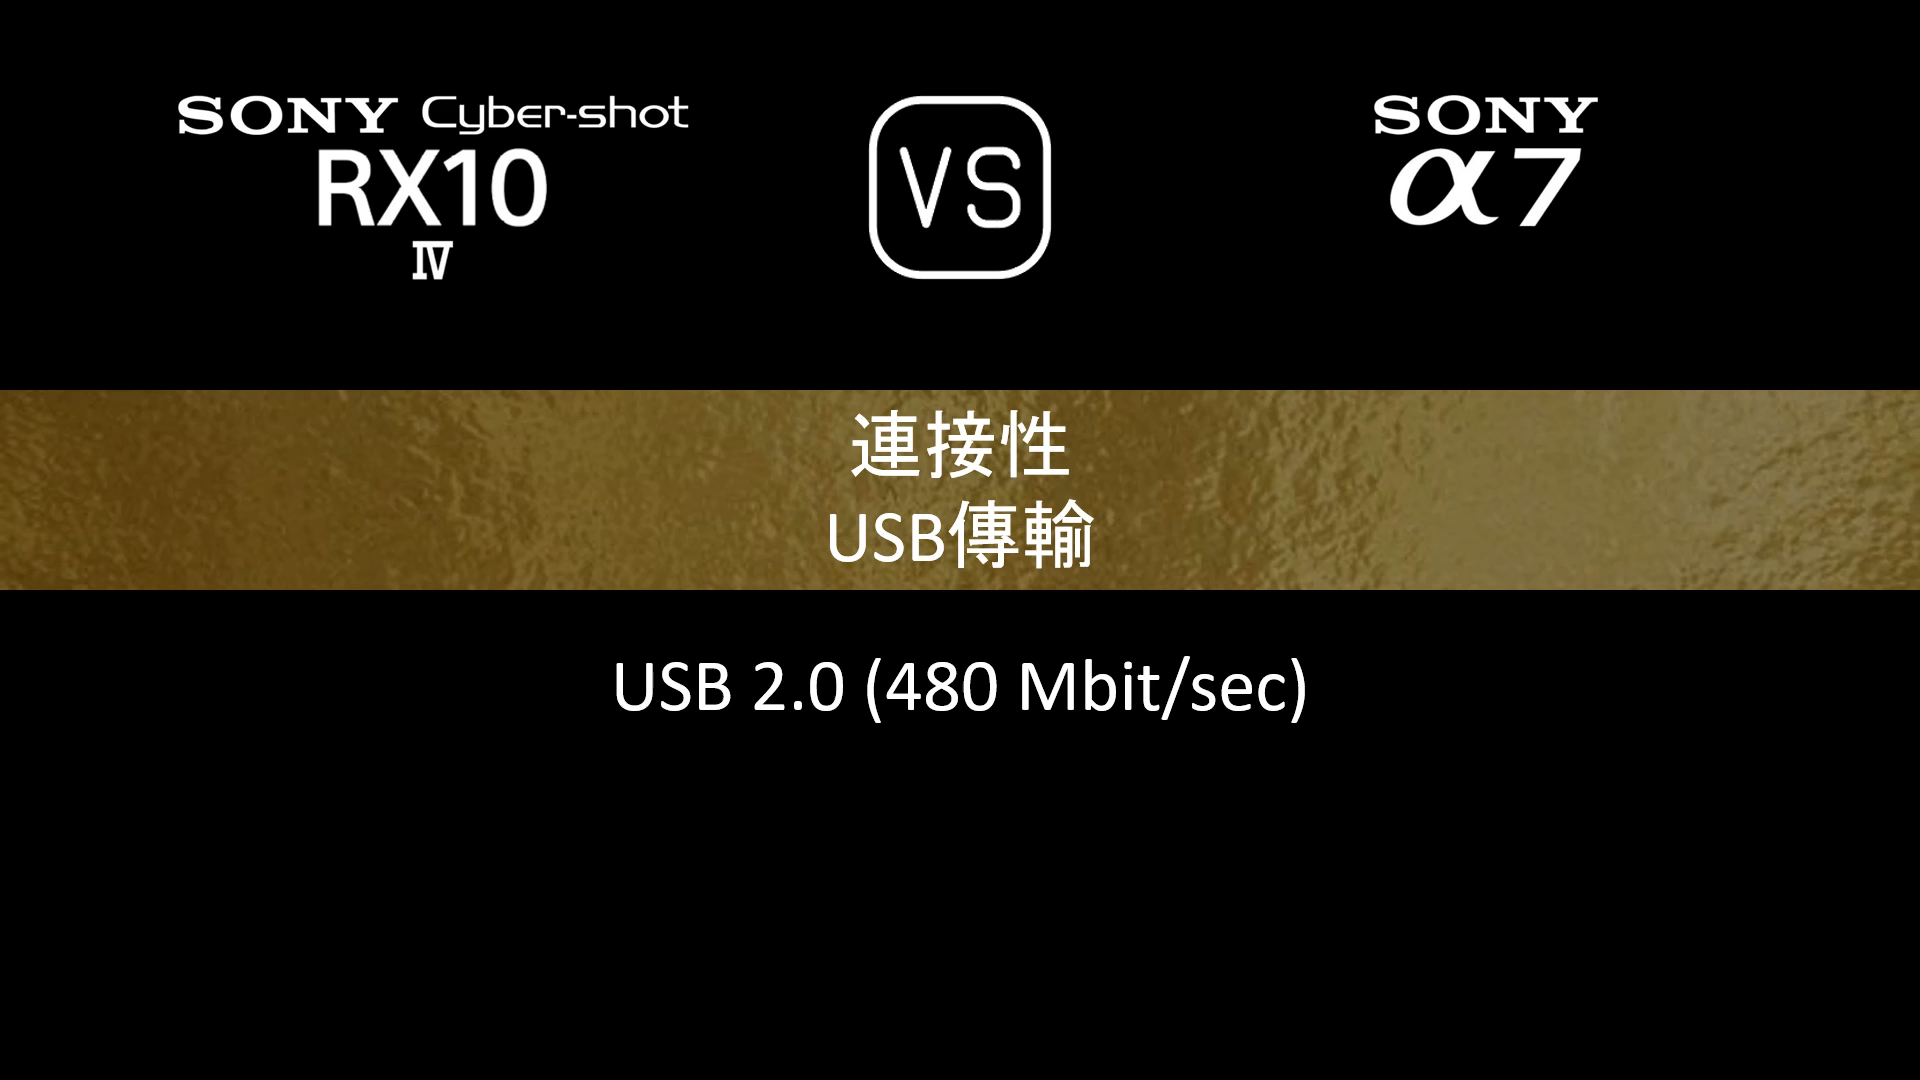 SONY Cyber-shot
RX10
IV
VS
SONY
α7
連接性
USB傳輸
USB 2.0 (480 Mbit/sec)